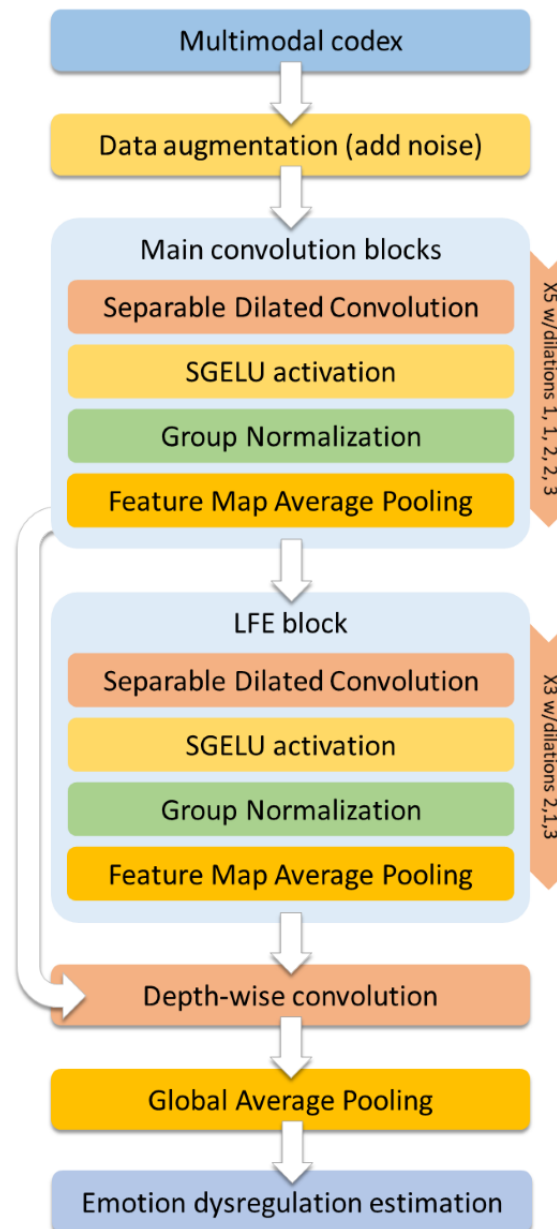 Multimodal codex
Data augmentation (add noise)
Main convolution blocks
Separable Dilated Convolution
SGELU activation
Group Normalization
Feature Map Average Pooling
X5 w/dilations 1, 1, 2, 2, 3
LFE block
Separable Dilated Convolution
SGELU activation
Group Normalization
Feature Map Average Pooling
X3 w/dilations 2,1,3
Depth-wise convolution
Global Average Pooling
Emotion dysregulation estimation